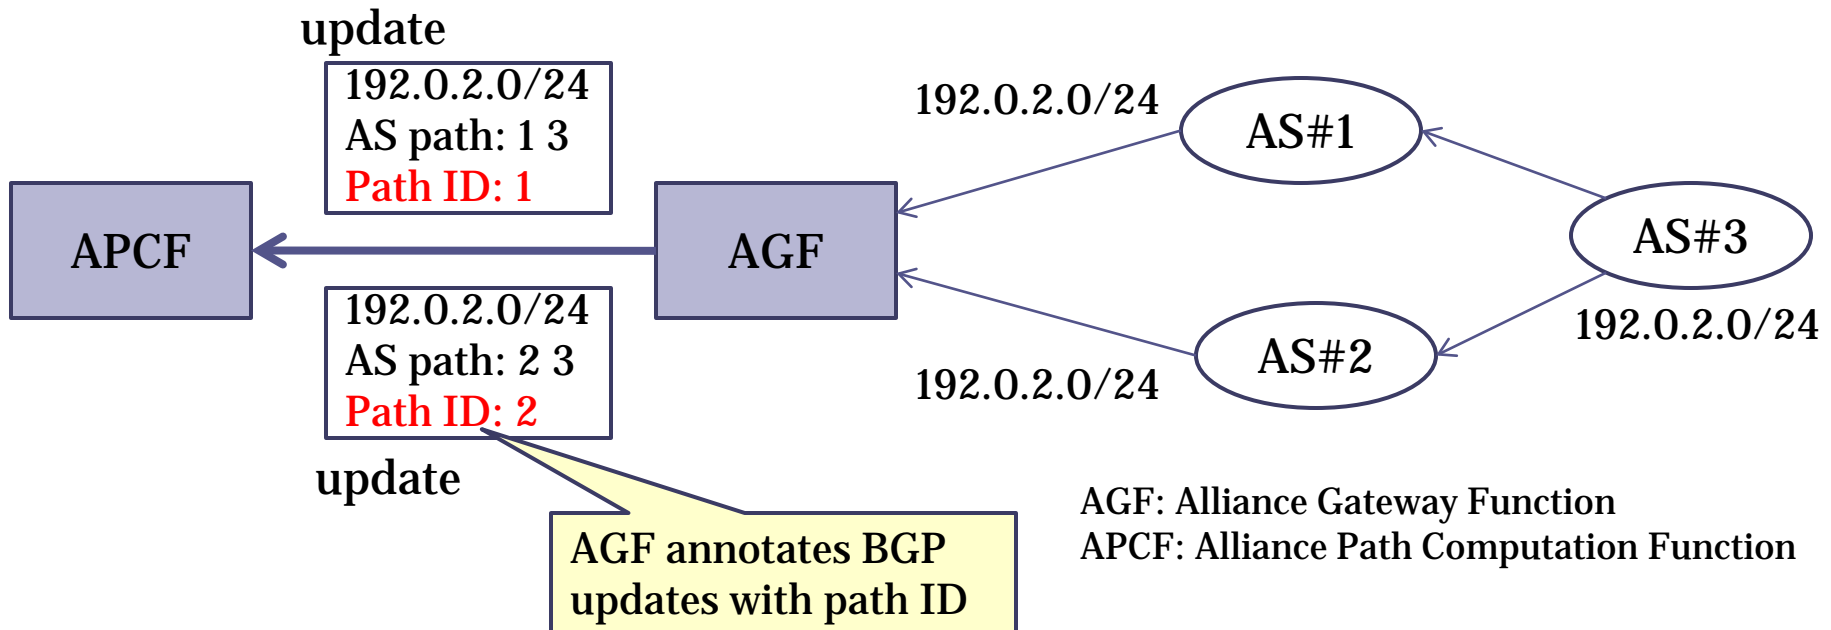 update
192.0.2.0/24
AS path: 1 3
Path ID: 1
192.0.2.0/24
AS#1
APCF
AGF
AS#3
192.0.2.0/24
AS path: 2 3
Path ID: 2
192.0.2.0/24
AS#2
192.0.2.0/24
update
AGF annotates BGP
updates with path ID
AGF: Alliance Gateway Function
APCF: Alliance Path Computation Function